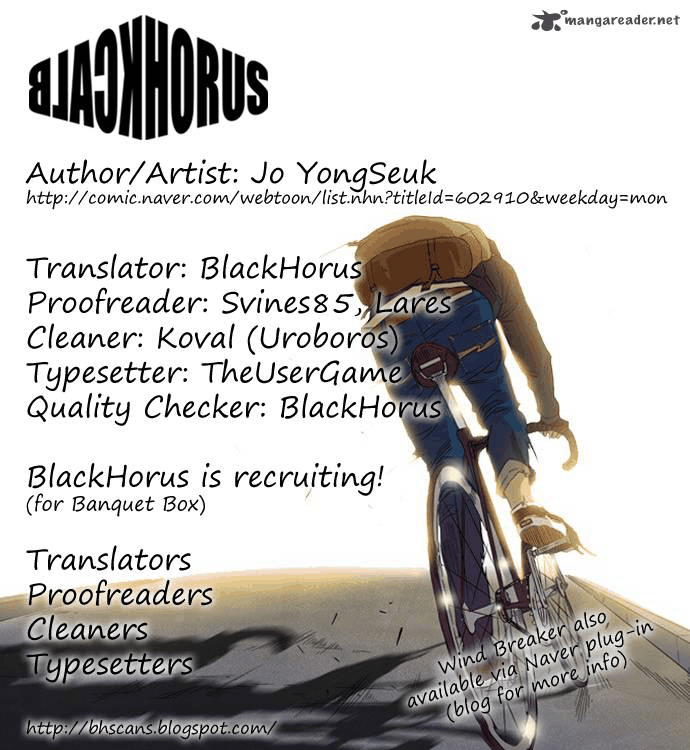 mangareader.net
BLACKHORUS
Author/Artist: Jo YongSeuk
http://comic.naver.com/webtoon/list.nhn?titleId=602910&weekday=mon
Translator: BlackHorus
Proofreader: Svines85, Lares
Cleaner: Koval (Uroboros)
Typesetter: TheUserGame
Quality Checker: BlackHorus
BlackHorus is recruiting!
(for Banquet Box)
Translators
Proofreaders
Cleaners
Typesetters
Wind Breaker also
available via Naver plug-in
(blog for more info)
http://bhscans.blogspot.com/